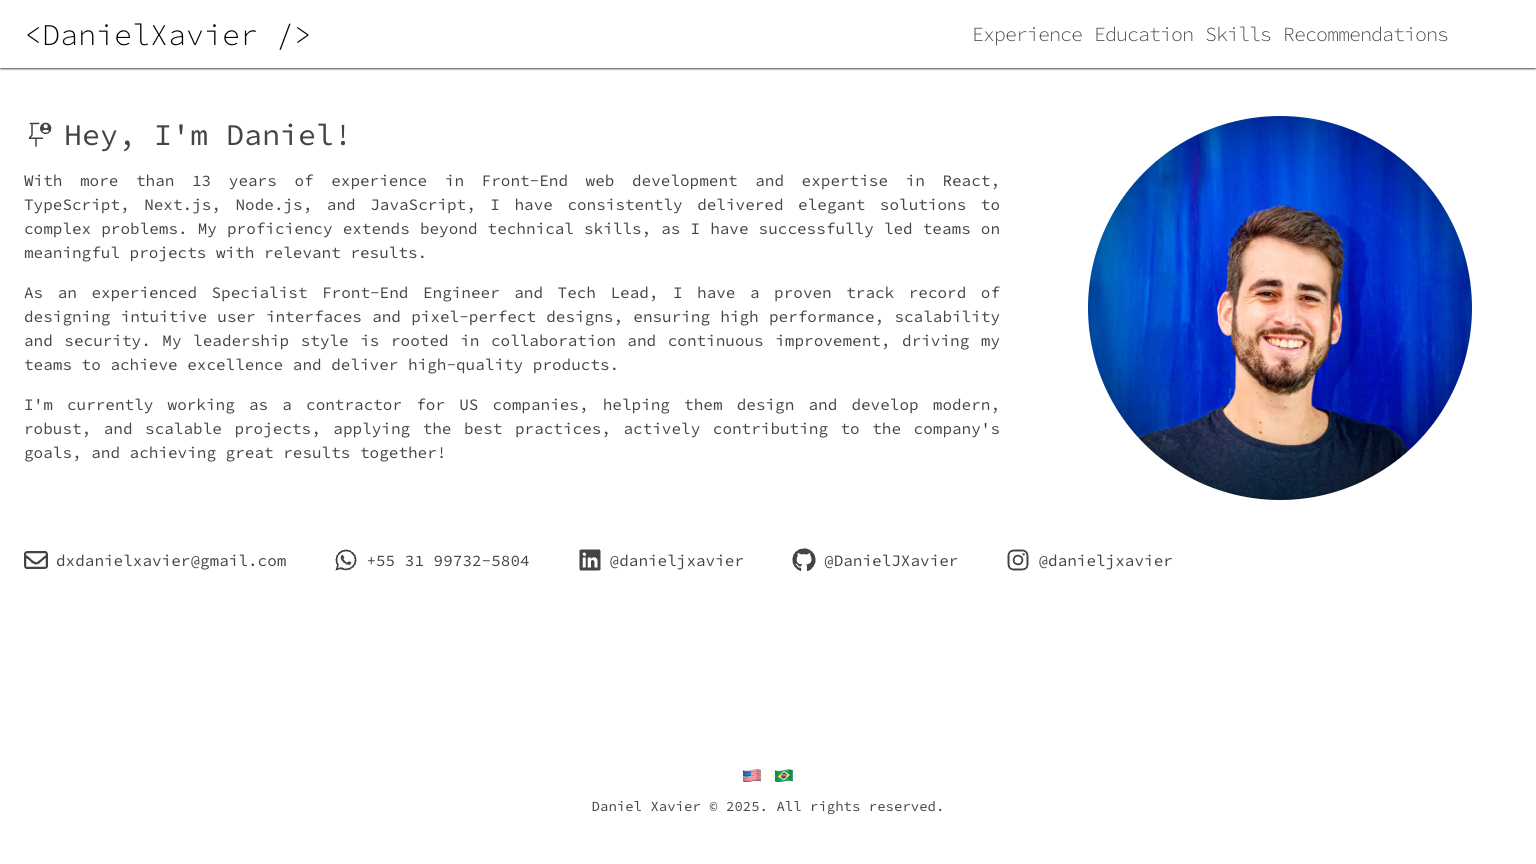 <DanielXavier />
Experience Education Skills Recommendations
Hey, I'm Daniel!
With more than 13 years of experience in Front-End web development and expertise in React,
TypeScript, Next.js, Node.js, and JavaScript, I have consistently delivered elegant solutions to
complex problems. My proficiency extends beyond technical skills, as I have successfully led teams on
meaningful projects with relevant results.
As an experienced Specialist Front-End Engineer and Tech Lead, I have a proven track record of
designing intuitive user interfaces and pixel-perfect designs, ensuring high performance, scalability
and security. My leadership style is rooted in collaboration and continuous improvement, driving my
teams to achieve excellence and deliver high-quality products.
I'm currently working as a contractor for US companies, helping them design and develop modern,
robust, and scalable projects, applying the best practices, actively contributing to the company's
goals, and achieving great results together!
dxdanielxavier@gmail.com
+55 31 99732-5804
@danieljxavier
@DanielJXavier
@danieljxavier
Daniel Xavier © 2025. All rights reserved.